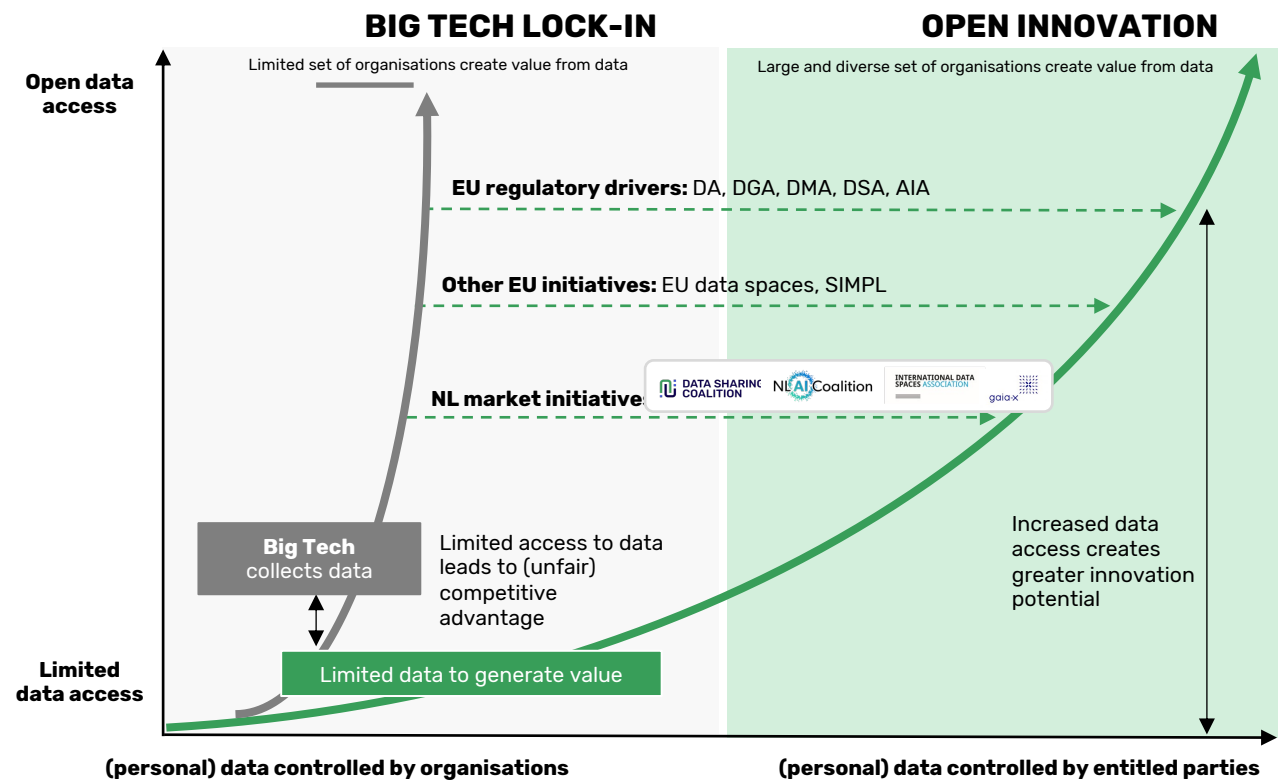 BIG TECH LOCK-IN
OPEN INNOVATION
Limited set of organisations create value from data
Large and diverse set of organisations create value from data
Open data
access
EU regulatory drivers: DA, DGA, DMA, DSA, AIA
Other EU initiatives: EU data spaces, SIMPL
NL market initiative
DATA SHARING
COALITION
NL AI Coalition
INTERNATIONAL DATA
SPACES ASSOCIATION
gaia-x
Big Tech
collects data
Limited access to data
leads to (unfair)
competitive
advantage
Increased data
access creates
greater innovation
potential
Limited data to generate value
Limited
data access
(personal) data controlled by organisations
(personal) data controlled by entitled parties